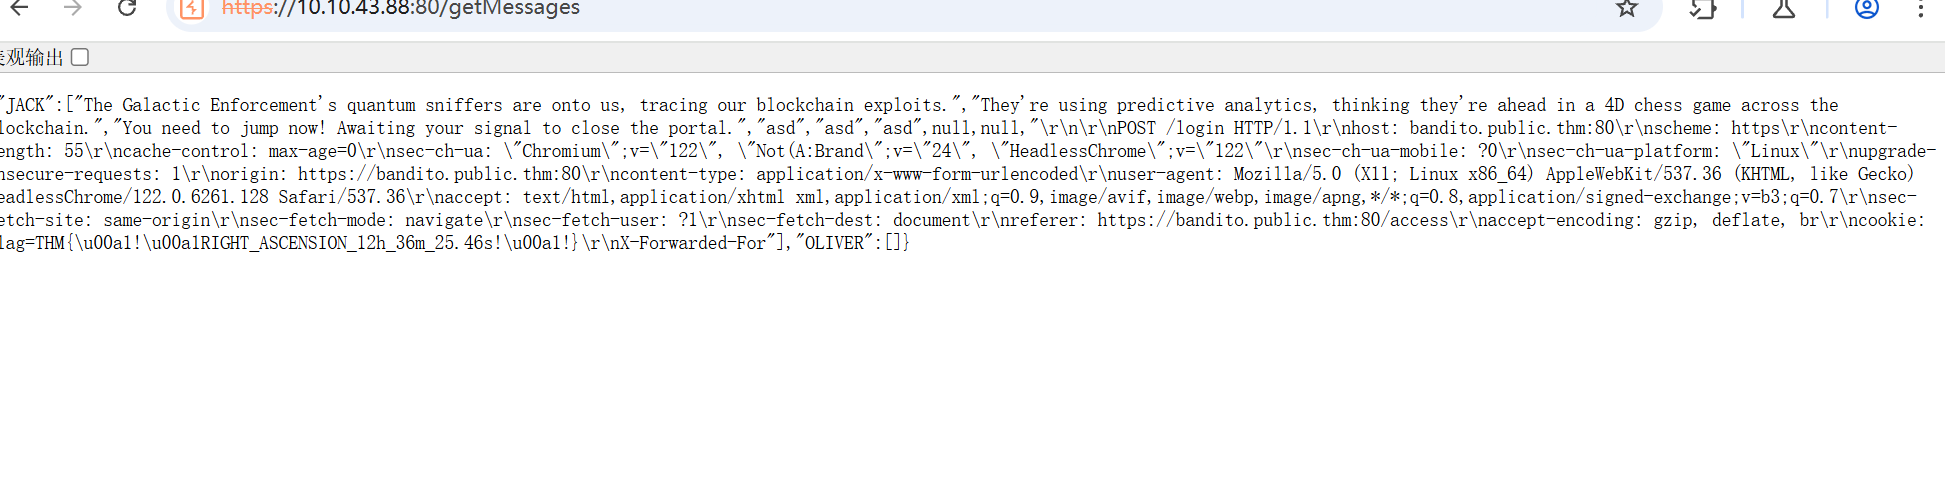 https://10.10.43.88:80/getMessages
观输出
"JACK":["The Galactic Enforcement's quantum sniffers are onto us, tracing our blockchain exploits.","They're using predictive analytics, thinking they're ahead in a 4D chess game across the
lockchain.","You need to jump now! Awaiting your signal to close the portal.","asd","asd","asd",null,null,"\r\n\r\nPOST /login HTTP/1.1\r\nhost: bandito.public.thm:80\r\nscheme: https\r\ncontent-
ength: 55\r\ncache-control: max-age=0\r\nsec-ch-ua: \"Chromium\";v=\"122\", \"Not(A:Brand\";v=\"24\", \"HeadlessChrome\";v=\"122\"\r\nsec-ch-ua-mobile: ?0\r\nsec-ch-ua-platform: \"Linux\"\r\nupgrade-
nsecure-requests: 1\r\norigin: https://bandito.public.thm:80\r\ncontent-type: application/x-www-form-urlencoded\r\nuser-agent: Mozilla/5.0 (X11; Linux x86_64) AppleWebKit/537.36 (KHTML, like Gecko)
eadlessChrome/122.0.6261.128 Safari/537.36\r\naccept: text/html,application/xhtml xml,application/xml;q=0.9,image/avif,image/webp,image/apng,*/*;q=0.8,application/signed-exchange;v=b3;q=0.7\r\nsec-
etch-site: same-origin\r\nsec-fetch-mode: navigate\r\nsec-fetch-user: ?1\r\nsec-fetch-dest: document\r\nreferer: https://bandito.public.thm:80/access\r\naccept-encoding: gzip, deflate, br\r\ncookie:
lag=THM{\u00a1!\u00a1RIGHT_ASCENSION_12h_36m_25.46s!\u00a1!}\r\nX-Forwarded-For"],"OLIVER":[]}